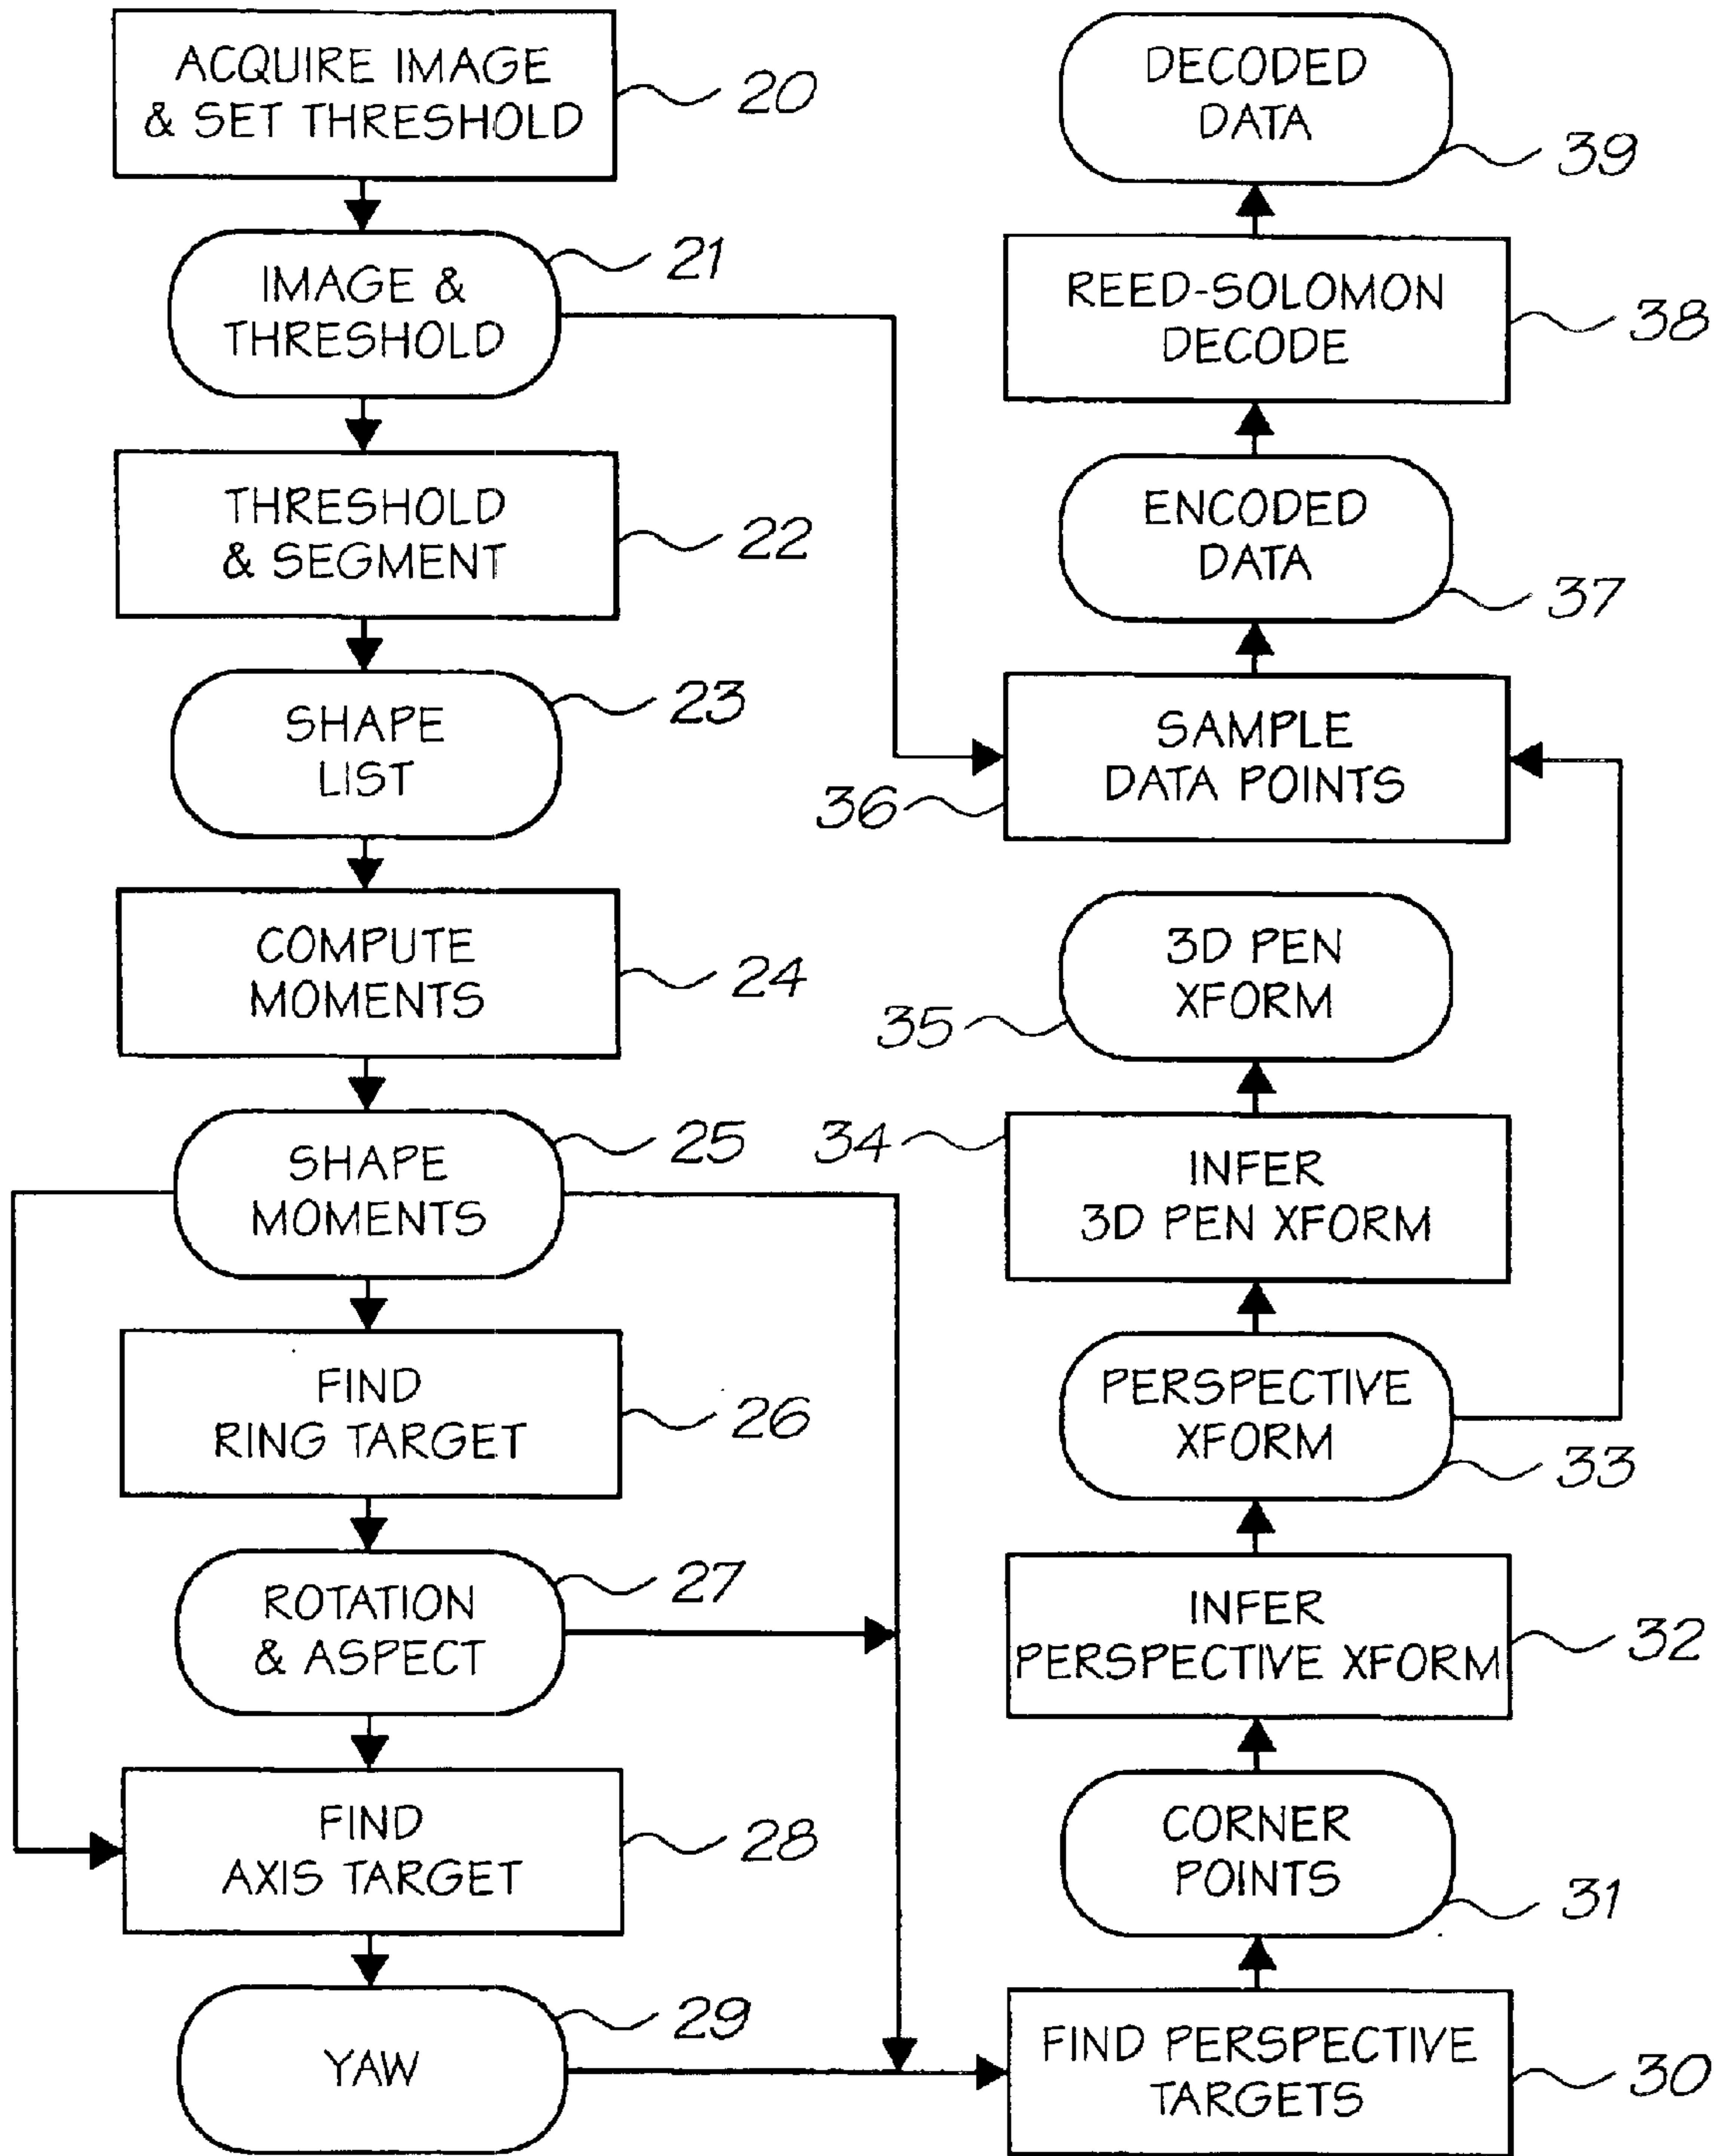 ACQUIRE IMAGE
& SET THRESHOLD
20
IMAGE &
THRESHOLD
21
THRESHOLD
& SEGMENT
22
SHAPE
LIST
23
COMPUTE
MOMENTS
24
SHAPE
MOMENTS
25
FIND
RING TARGET
26
ROTATION
& ASPECT
27
FIND
AXIS TARGET
28
YAW
29
DECODED
DATA
39
REED-SOLOMON
DECODE
38
ENCODED
DATA
37
SAMPLE
DATA POINTS
36
3D PEN
XFORM
35
34
INFER
3D PEN XFORM
PERSPECTIVE
XFORM
33
INFER
PERSPECTIVE XFORM
32
CORNER
POINTS
31
FIND PERSPECTIVE
TARGETS
30